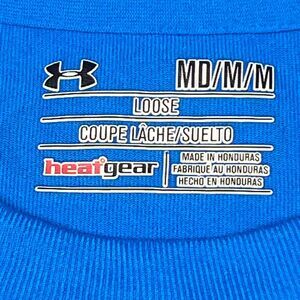 MD/M/M
LOOSE
COUPE LÂCHE/SUELTO
heatgear
MADE IN HONDURAS
FABRIQUÉ AU HONDURAS
HECHO EN HONDURAS